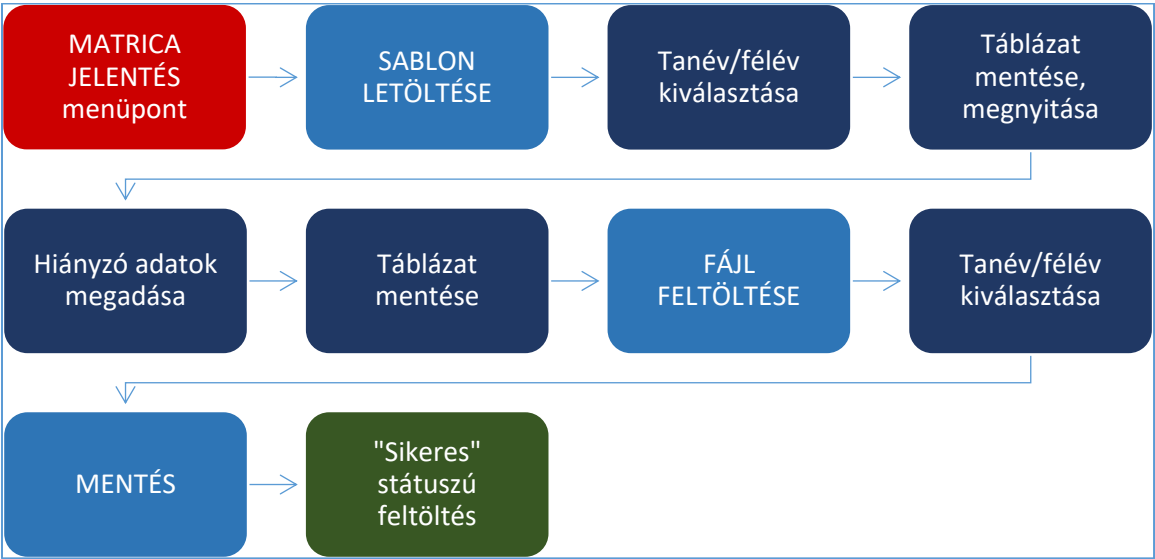 MATRICA
JELENTÉS
menüpont
SABLON
LETÖLTÉSE
Tanév/félév
kiválasztása
Táblázat
mentése,
megnyitása
Hiányzó adatok
megadása
Táblázat
mentése
FÁJL
FELTÖLTÉSE
Tanév/félév
kiválasztása
MENTÉS
"Sikeres"
státuszú
feltöltés